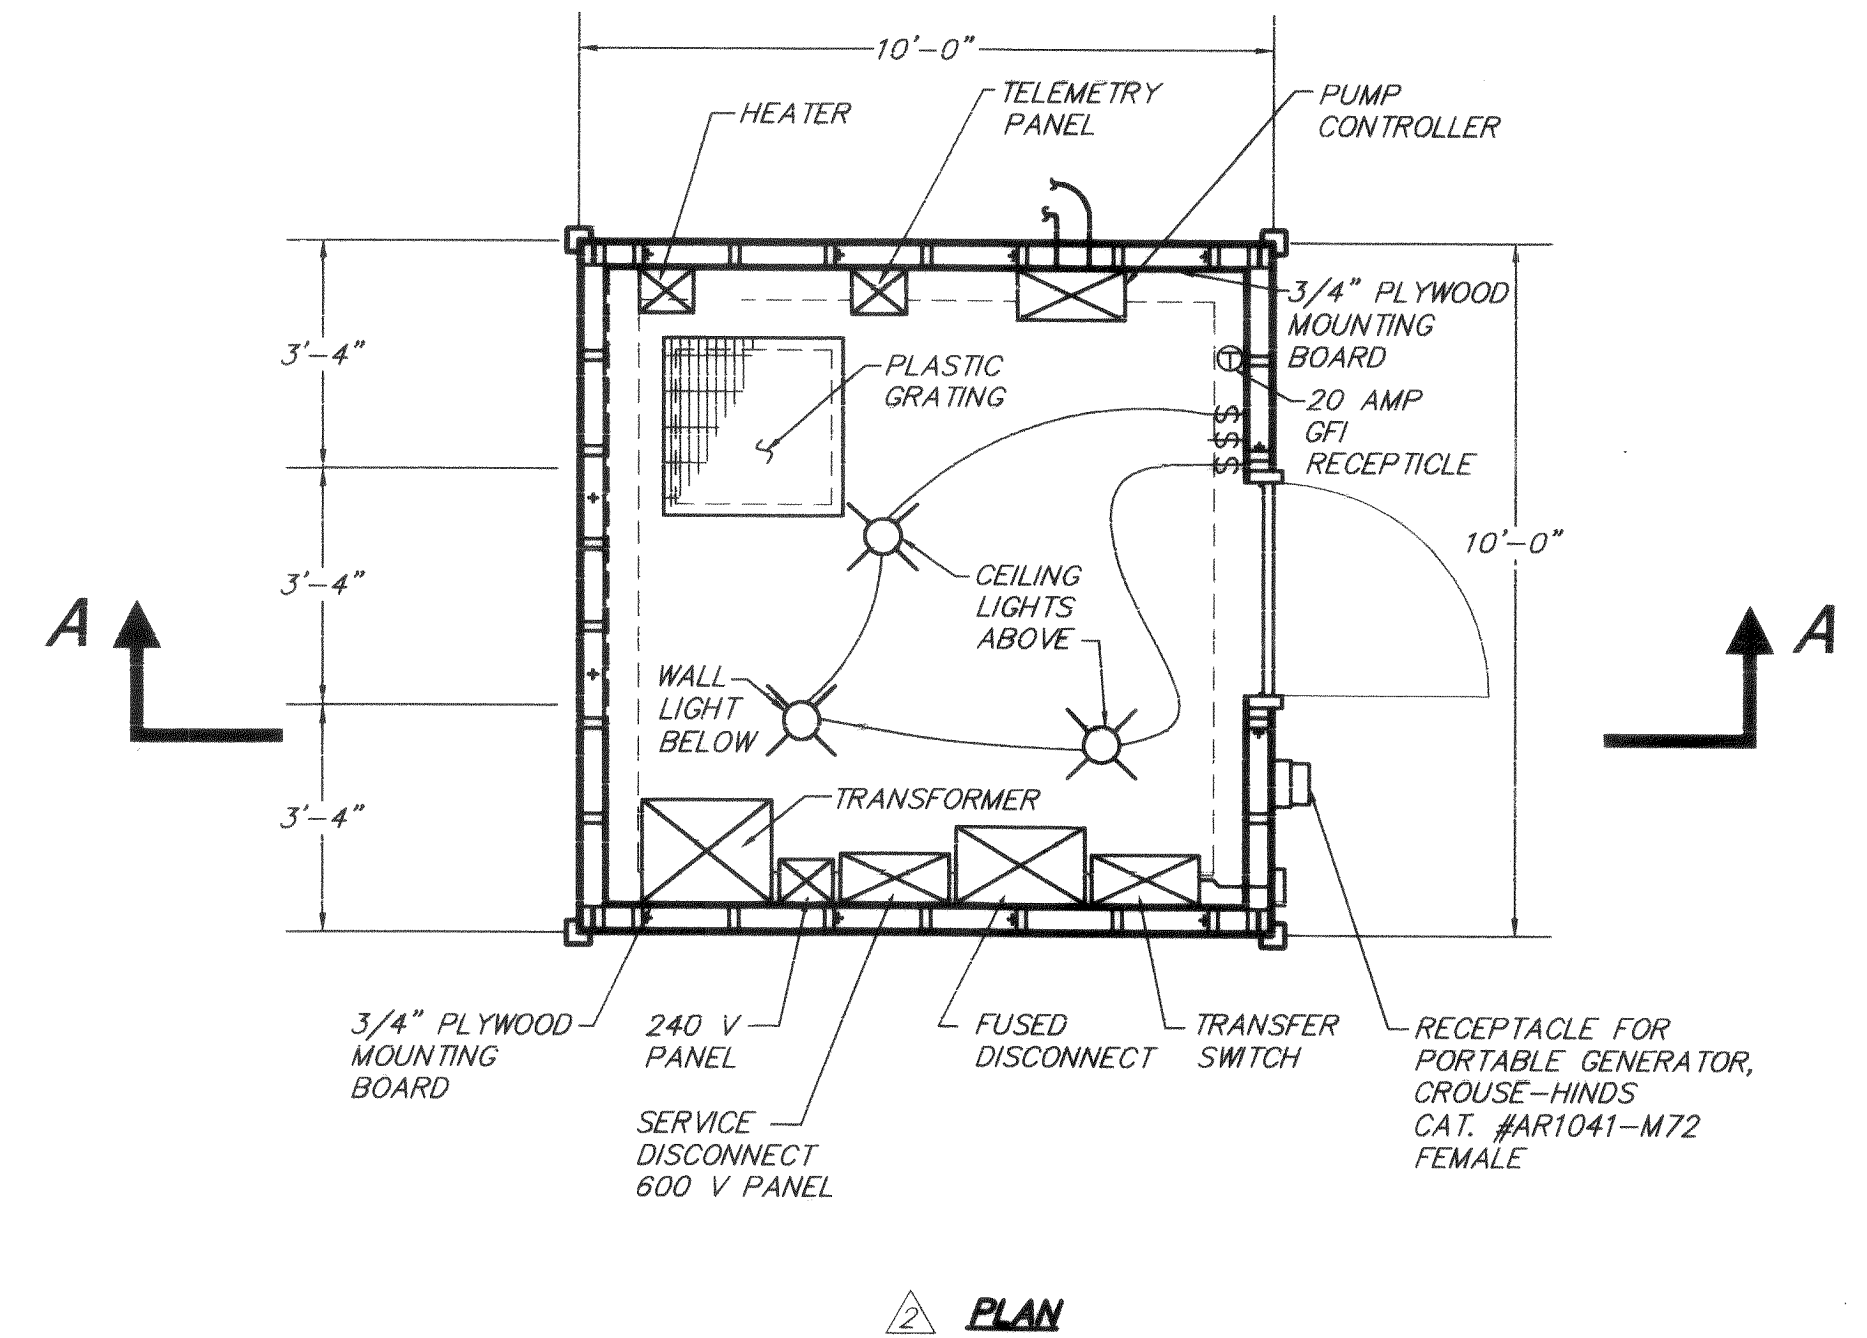 10'-0"
HEATER
TELEMETRY
PANEL
PUMP
CONTROLLER
3/4" PLYWOOD
MOUNTING
BOARD
3'-4"
PLASTIC
GRATING
20 AMP
GFI
RECEPTICLE
T
S
S
S
10'-0"
3'-4"
CEILING
LIGHTS
ABOVE
A
A
WALL
LIGHT
BELOW
TRANSFORMER
3'-4"
3/4" PLYWOOD
MOUNTING
BOARD
240 V
PANEL
FUSED
DISCONNECT
TRANSFER
SWITCH
RECEPTACLE FOR
PORTABLE GENERATOR,
CROUSE-HINDS
CAT. #AR1041-M72
FEMALE
SERVICE
DISCONNECT
600 V PANEL
2 PLAN